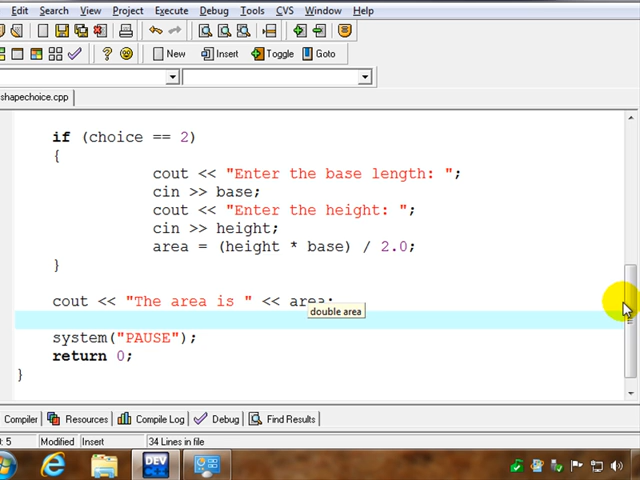 Edit Search View Project Execute Debug Tools CVS Window Help
New Insert Toggle Goto
shapechoice.cpp
if (choice == 2)
{
cout << "Enter the base length: ";
cin >> base;
cout << "Enter the height: ";
cin >> height;
area = (height * base) / 2.0;
}
cout << "The area is " << area;
double area
system("PAUSE");
return 0;
}
Compiler Resources Compile Log Debug Find Results
0: 5 Modified Insert 34 Lines in file
DEV